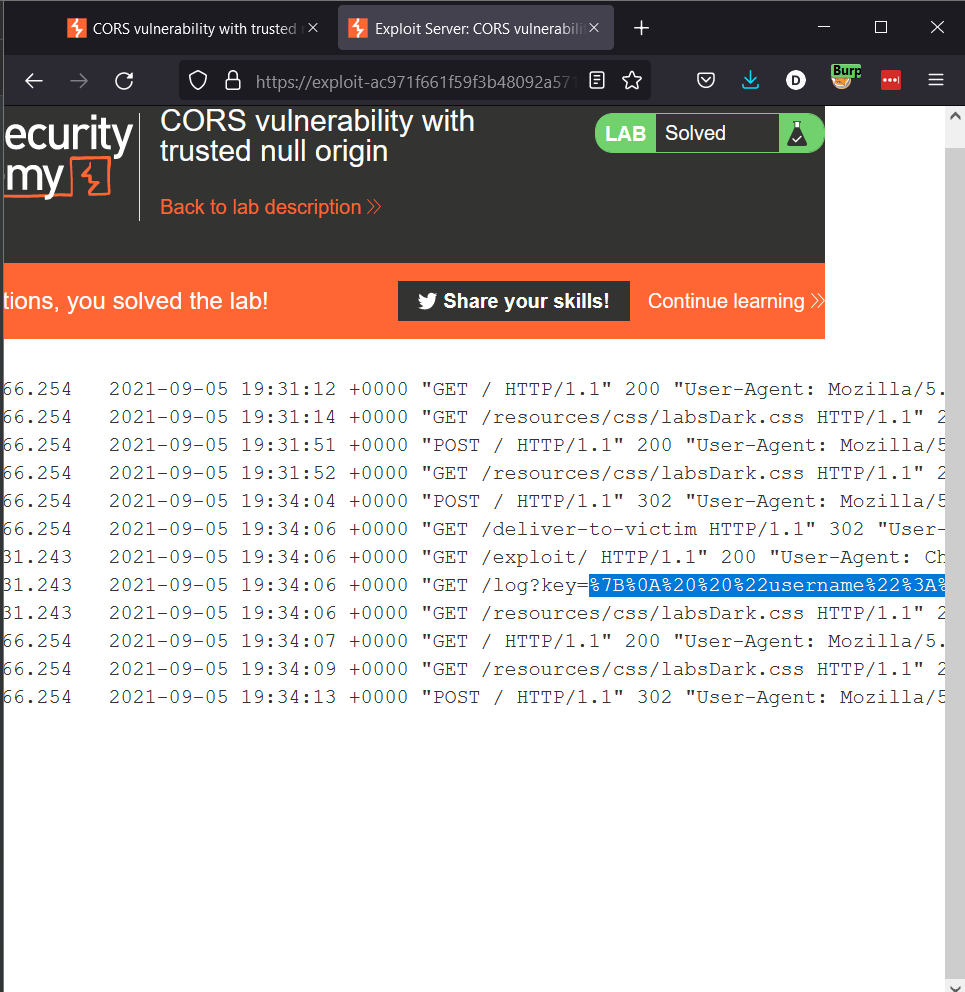 CORS vulnerability with trusted
Exploit Server: CORS vulnerabili
https://exploit-ac971f661f59f3b48092a571
Burp
ecurity
my
CORS vulnerability with
trusted null origin
LAB Solved
Back to lab description
tions, you solved the lab!
Share your skills!
Continue learning
66.254 2021-09-05 19:31:12 +0000 "GET / HTTP/1.1" 200 "User-Agent: Mozilla/5.
66.254 2021-09-05 19:31:14 +0000 "GET /resources/css/labsDark.css HTTP/1.1" 2
66.254 2021-09-05 19:31:51 +0000 "POST / HTTP/1.1" 200 "User-Agent: Mozilla/5
66.254 2021-09-05 19:31:52 +0000 "GET /resources/css/labsDark.css HTTP/1.1" 2
66.254 2021-09-05 19:34:04 +0000 "POST / HTTP/1.1" 302 "User-Agent: Mozilla/5
66.254 2021-09-05 19:34:06 +0000 "GET /deliver-to-victim HTTP/1.1" 302 "User-
31.243 2021-09-05 19:34:06 +0000 "GET /exploit/ HTTP/1.1" 200 "User-Agent: Ch
31.243 2021-09-05 19:34:06 +0000 "GET /log?key=%7B%0A%20%20%22username%22%3A%
31.243 2021-09-05 19:34:06 +0000 "GET /resources/css/labsDark.css HTTP/1.1" 2
66.254 2021-09-05 19:34:07 +0000 "GET / HTTP/1.1" 200 "User-Agent: Mozilla/5.
66.254 2021-09-05 19:34:09 +0000 "GET /resources/css/labsDark.css HTTP/1.1" 2
66.254 2021-09-05 19:34:13 +0000 "POST / HTTP/1.1" 302 "User-Agent: Mozilla/5